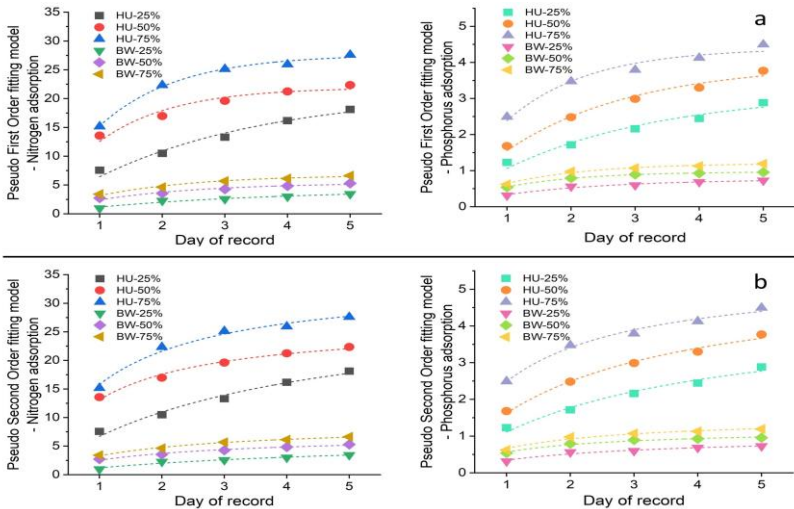 Pseudo First Order fitting model
- Nitrogen adsorption
35
30
25
20
15
10
5
0
HU-25%
HU-50%
HU-75%
BW-25%
BW-50%
BW-75%
1 2 3 4 5
Day of record
Pseudo First Order fitting model
- Phosphorus adsorption
5
4
3
2
1
0
HU-25%
HU-50%
HU-75%
BW-25%
BW-50%
BW-75%
a
1 2 3 4 5
Day of record
Pseudo Second Order fitting model
- Nitrogen adsorption
35
30
25
20
15
10
5
0
HU-25%
HU-50%
HU-75%
BW-25%
BW-50%
BW-75%
1 2 3 4 5
Day of record
Pseudo Second Order fitting model
- Phosphorus adsorption
5
4
3
2
1
0
HU-25%
HU-50%
HU-75%
BW-25%
BW-50%
BW-75%
b
1 2 3 4 5
Day of record